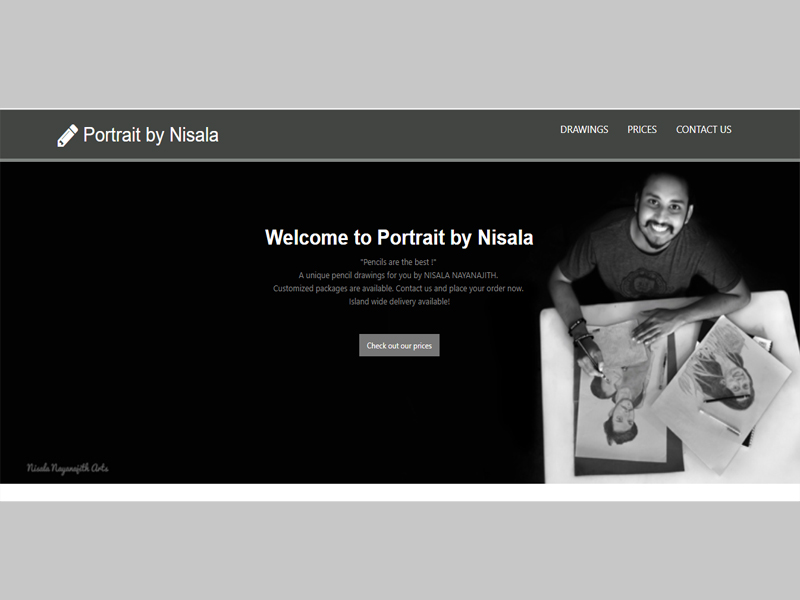 Portrait by Nisala
DRAWINGS PRICES CONTACT US
Welcome to Portrait by Nisala
"Pencils are the best !"
A unique pencil drawings for you by NISALA NAYANAJITH.
Customized packages are available. Contact us and place your order now.
Island wide delivery available!
Check out our prices
Nisala Nayanajith Arts